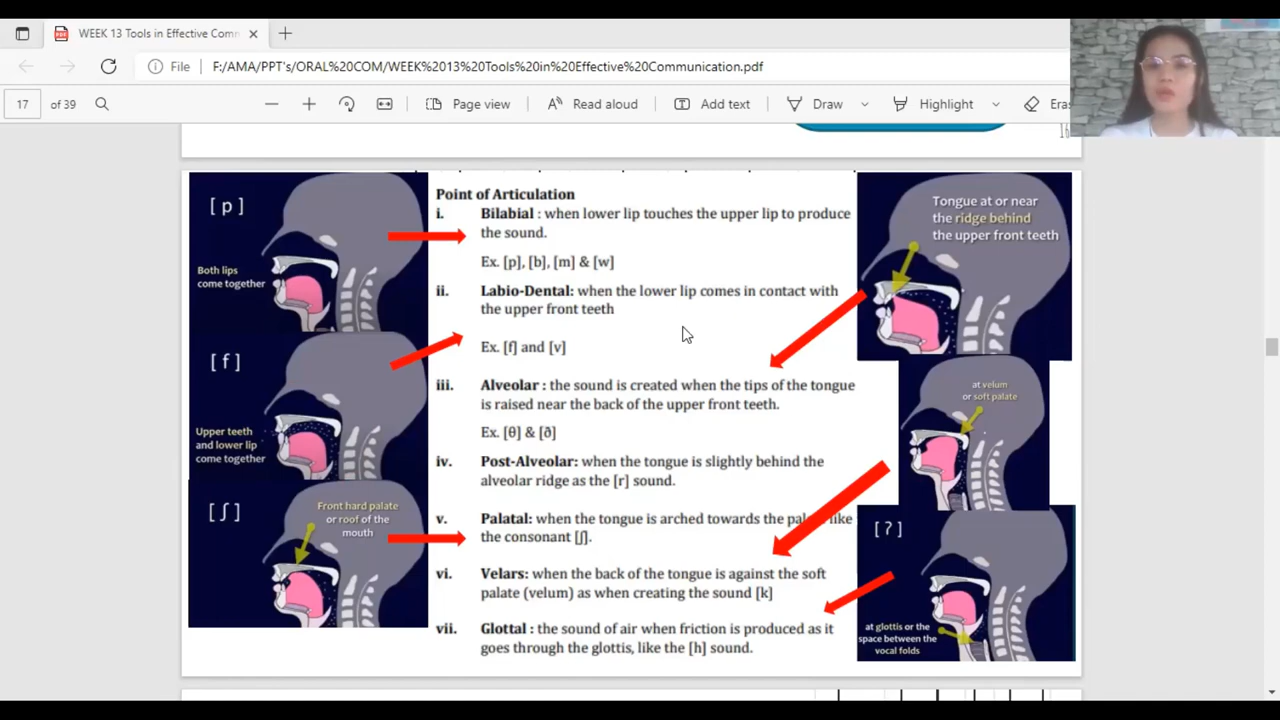 WEEK 13 Tools in Effective Comm
File
F:/AMA/PPT's/ORAL%20COM/WEEK%2013%20Tools%20in%20Effective%20Communication.pdf
17 of 39
Page view
Read aloud
Add text
Draw
Highlight
Eras
[ p ]
Both lips
come together
[ f ]
Upper teeth
and lower lip
come together
[ ʃ ]
Front hard palate
or roof of the
mouth
Point of Articulation
i. Bilabial : when lower lip touches the upper lip to produce
the sound.
Ex. [p], [b], [m] & [w]
ii. Labio-Dental: when the lower lip comes in contact with
the upper front teeth
Ex. [f] and [v]
iii. Alveolar : the sound is created when the tips of the tongue
is raised near the back of the upper front teeth.
Ex. [θ] & [ð]
iv. Post-Alveolar: when the tongue is slightly behind the
alveolar ridge as the [r] sound.
v. Palatal: when the tongue is arched towards the palate like
the consonant [ʃ].
vi. Velars: when the back of the tongue is against the soft
palate (velum) as when creating the sound [k]
vii. Glottal : the sound of air when friction is produced as it
goes through the glottis, like the [h] sound.
Tongue at or near
the ridge behind
the upper front teeth
at velum
or soft palate
[ ʔ ]
at glottis or the
space between the
vocal folds